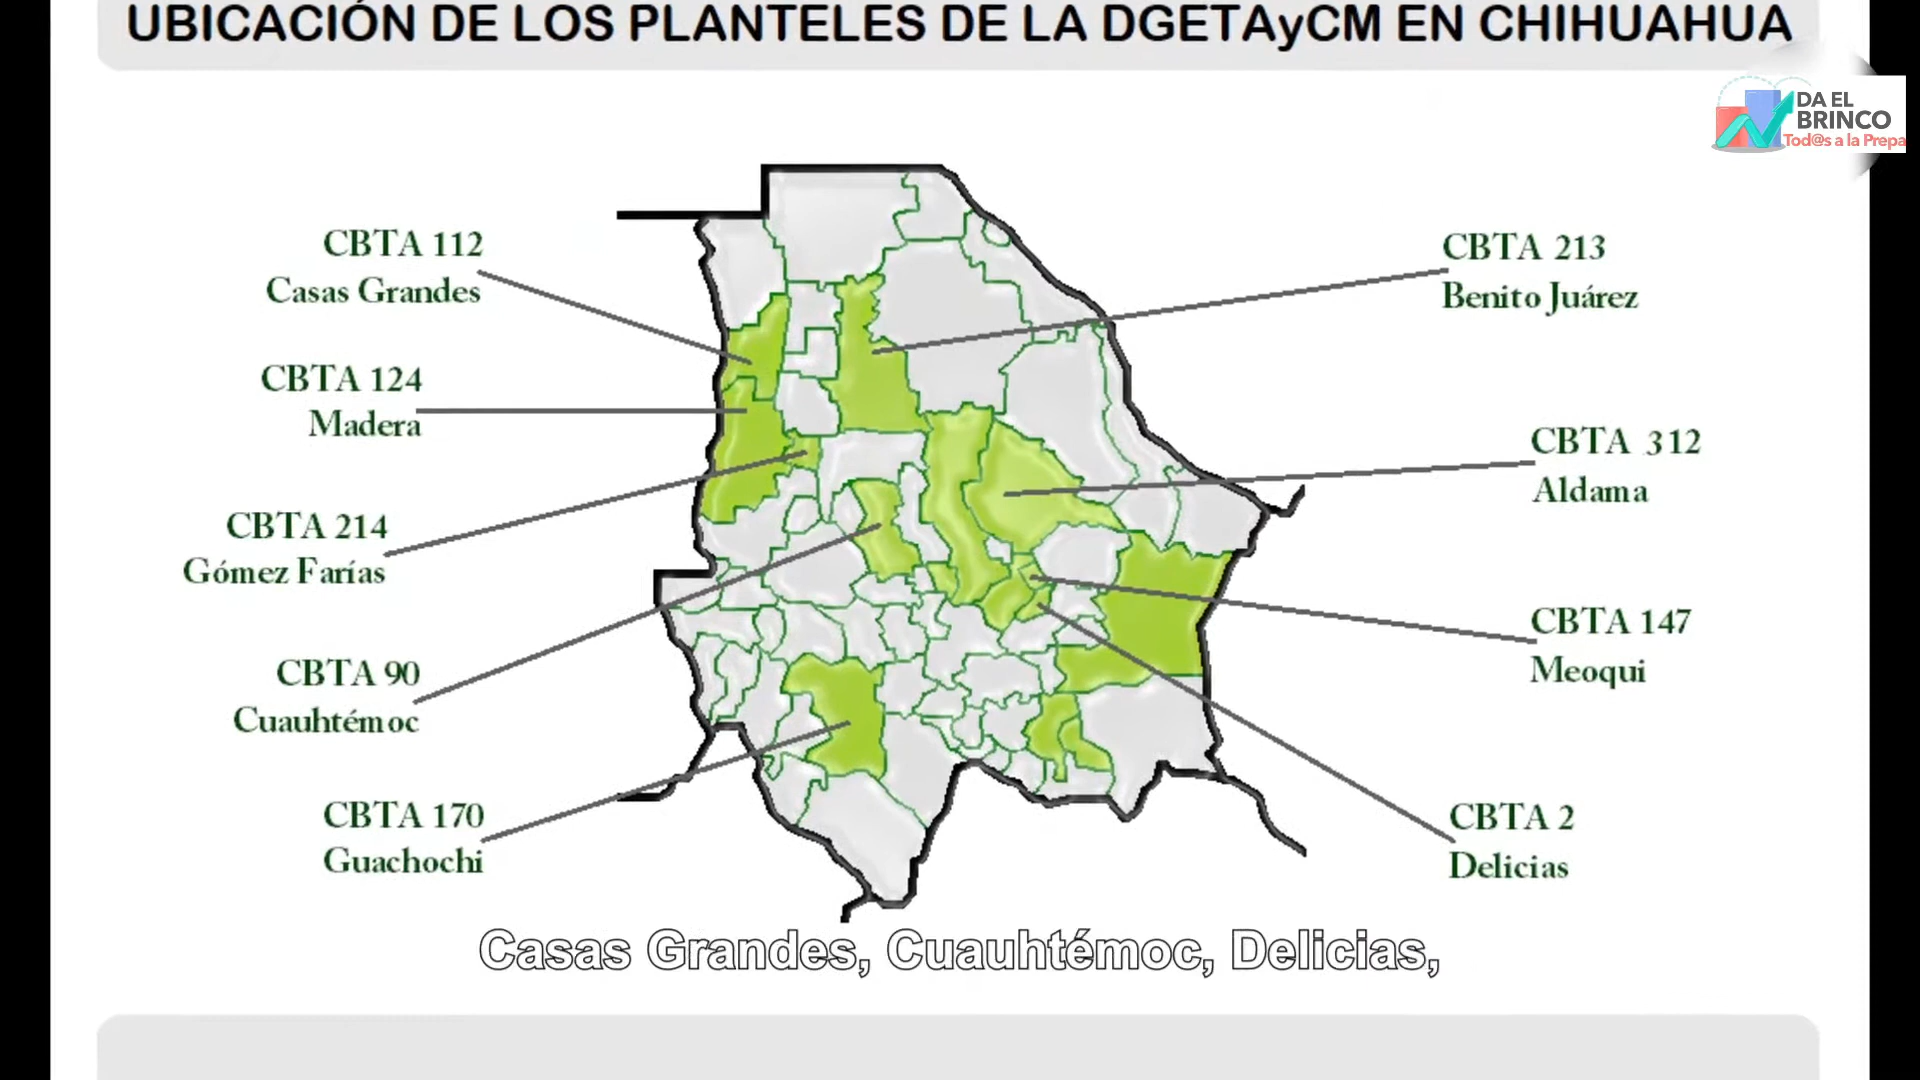 UBICACIÓN DE LOS PLANTELES DE LA DGETAyCM EN CHIHUAHUA
DA EL
BRINCO
Tod@s a la Prepa
CBTA 112
Casas Grandes
CBTA 124
Madera
CBTA 214
Gómez Farías
CBTA 90
Cuauhtémoc
CBTA 170
Guachochi
CBTA 213
Benito Juárez
CBTA 312
Aldama
CBTA 147
Meoqui
CBTA 2
Delicias
Casas Grandes, Cuauhtémoc, Delicias,